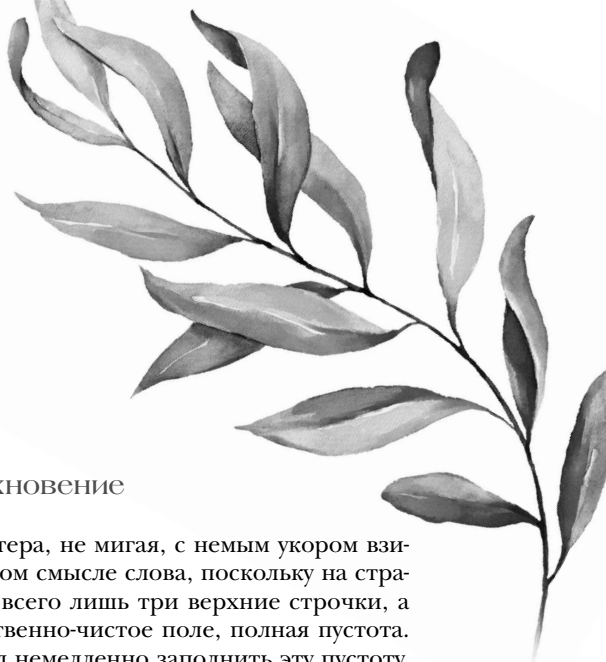 хновение
тера, не мигая, с немым укором взи-
ом смысле слова, поскольку на стра-
всего лишь три верхние строчки, а
твенно-чистое поле, полная пустота.
л немедленно заполнить эту пустоту,